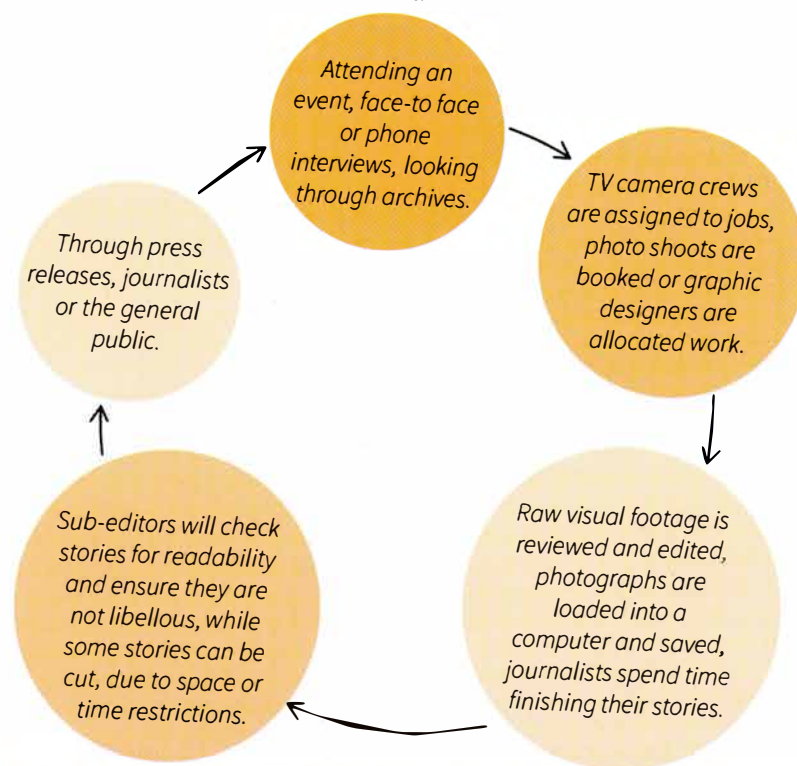 Attending an
event, face-to face
or phone
interviews, looking
through archives.
TV camera crews
are assigned to jobs,
photo shoots are
booked or graphic
designers are
allocated work.
Raw visual footage is
reviewed and edited,
photographs are
loaded into a
computer and saved,
journalists spend time
finishing their stories.
Sub-editors will check
stories for readability
and ensure they are
not libellous, while
some stories can be
cut, due to space or
time restrictions.
Through press
releases, journalists
or the general
public.